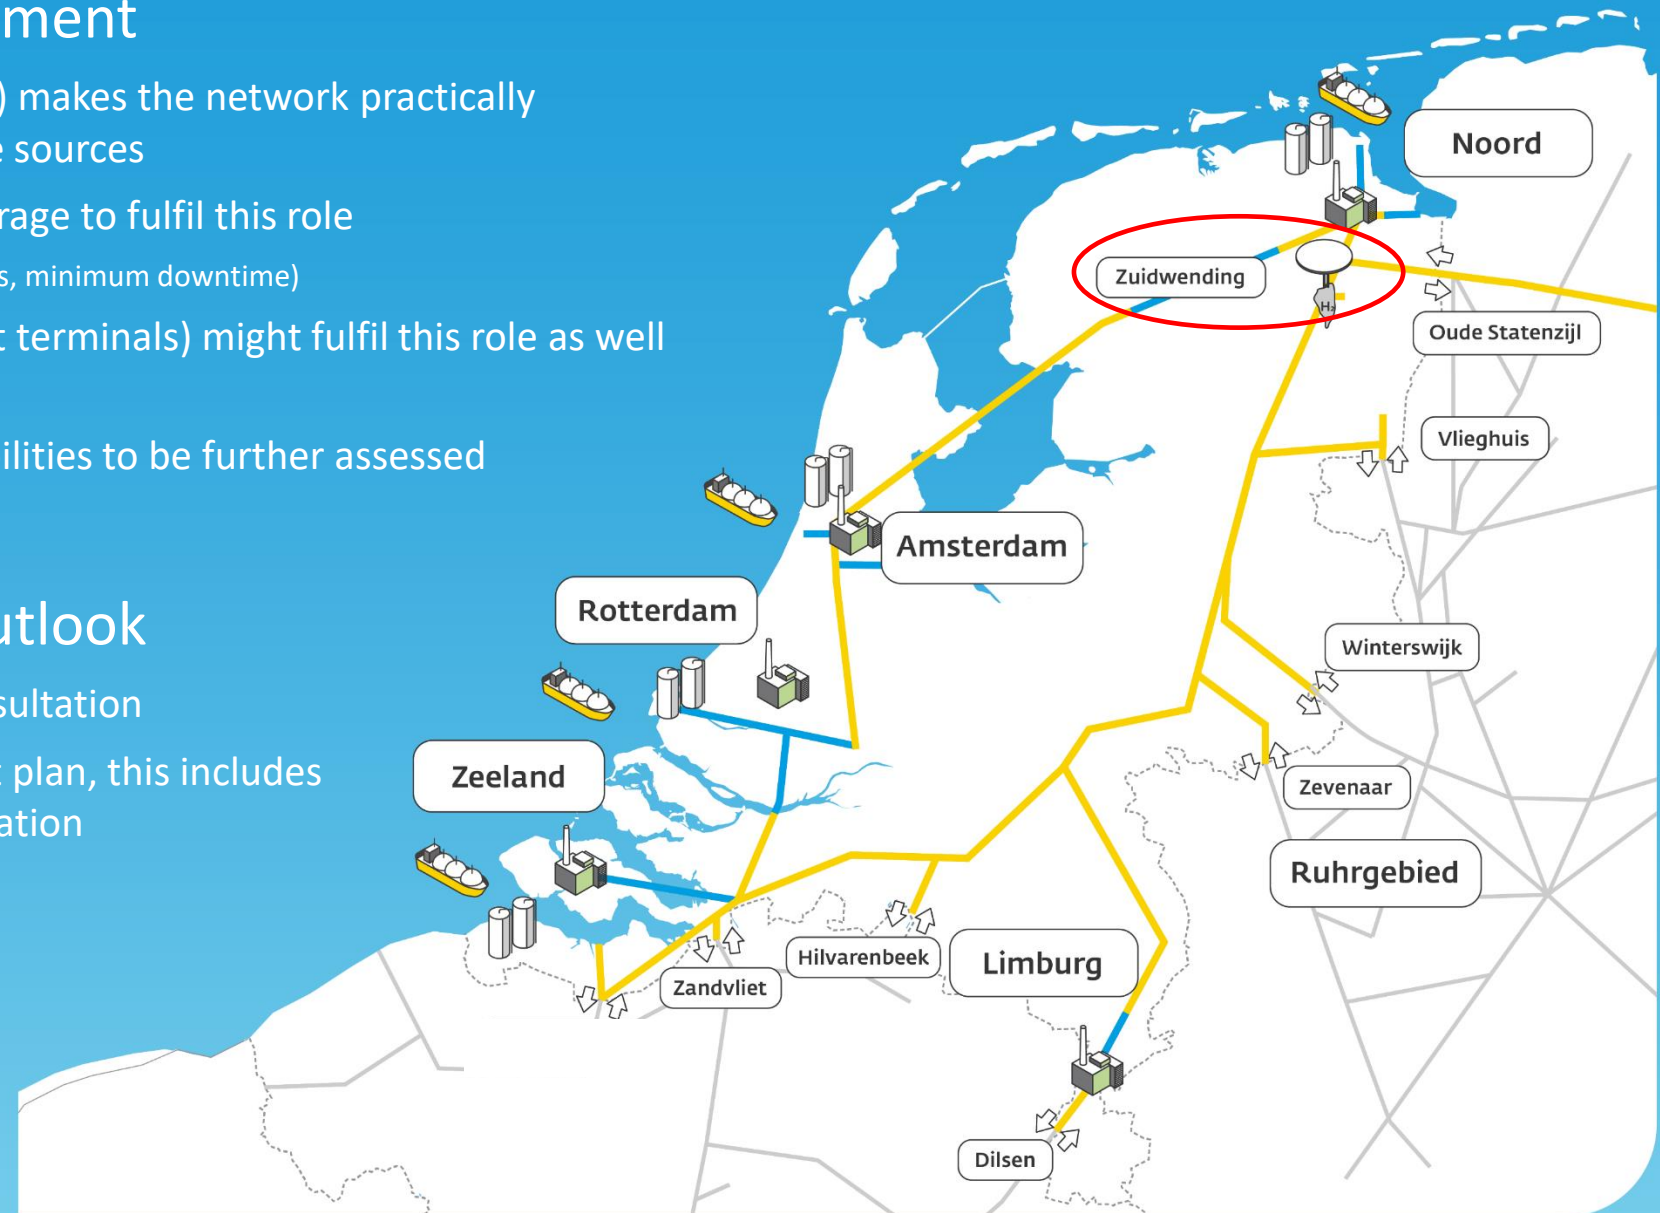 ment
) makes the network practically
e sources
rage to fulfil this role
s, minimum downtime)
t terminals) might fulfil this role as well
ilities to be further assessed
utlook
sultation
t plan, this includes
ation
Noord
Zuidwending
H₂
Oude Statenzijl
Vlieghuis
Amsterdam
Rotterdam
Winterswijk
Zeeland
Zevenaar
Ruhrgebied
Hilvarenbeek
Limburg
Zandvliet
Dilsen